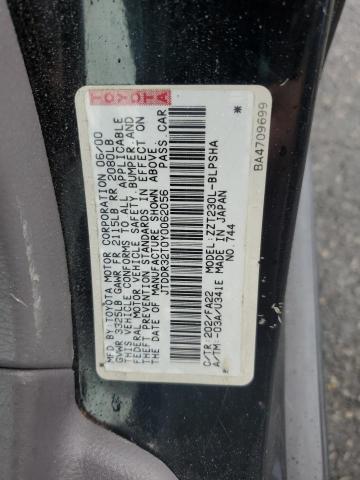 TOYOTA
MFD.BY:TOYOTA MOTOR CORPORATION 06/00
GVWR 3325LB GAWR FR 2115LB RR 2080LB
THIS VEHICLE CONFORMS TO ALL APPLICABLE
FEDERAL MOTOR VEHICLE SAFETY, BUMPER, AND
THEFT PREVENTION STANDARDS IN EFFECT ON
THE DATE OF MANUFACTURE SHOWN ABOVE.
JTDDR32T0Y0062056 PASS CAR
C/TR:202/FA22 MODEL:ZZT230L-BLPSHA
A/TM:-03A/U341E MADE IN JAPAN
NO. 744
BA4709699